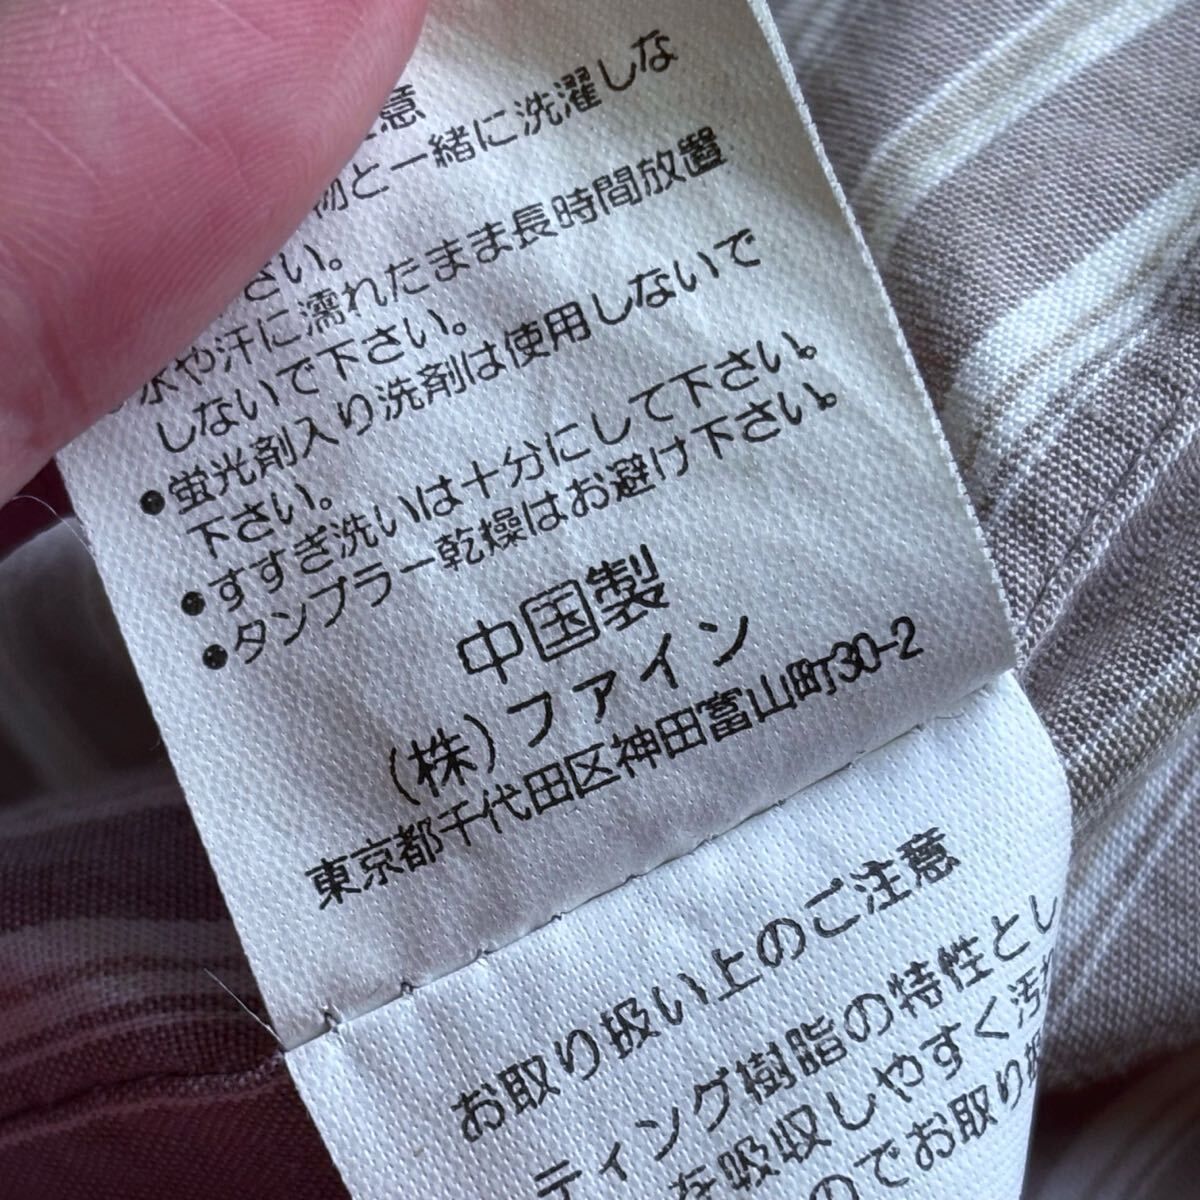 意
物と一緒に洗濯しな
さい。
水や汗に濡れたまま長時間放置
しないで下さい。
●蛍光剤入り洗剤は使用しないで
下さい。
●すすぎ洗いは十分にして下さい。
●タンブラー乾燥はお避け下さい。
中国製
(株)ファイン
東京都千代田区神田富山町30-2
お取り扱い上のご注意
ティング樹脂の特性とし
を吸収しやすく汚
のでお取り扱